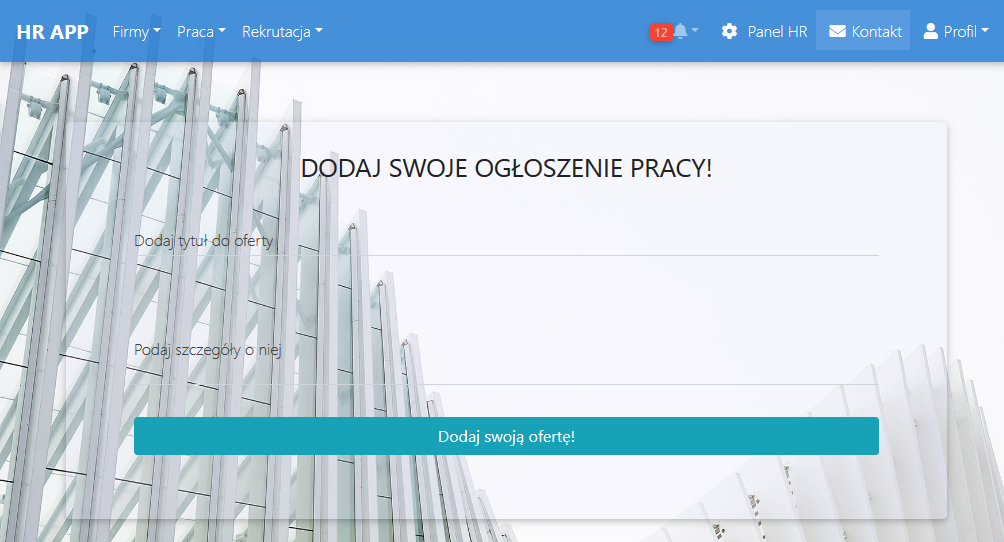 HR APP Firmy Praca Rekrutacja 12 Panel HR Kontakt Profil
DODAJ SWOJE OGŁOSZENIE PRACY!
Dodaj tytuł do oferty
Podaj szczegóły o niej
Dodaj swoją ofertę!